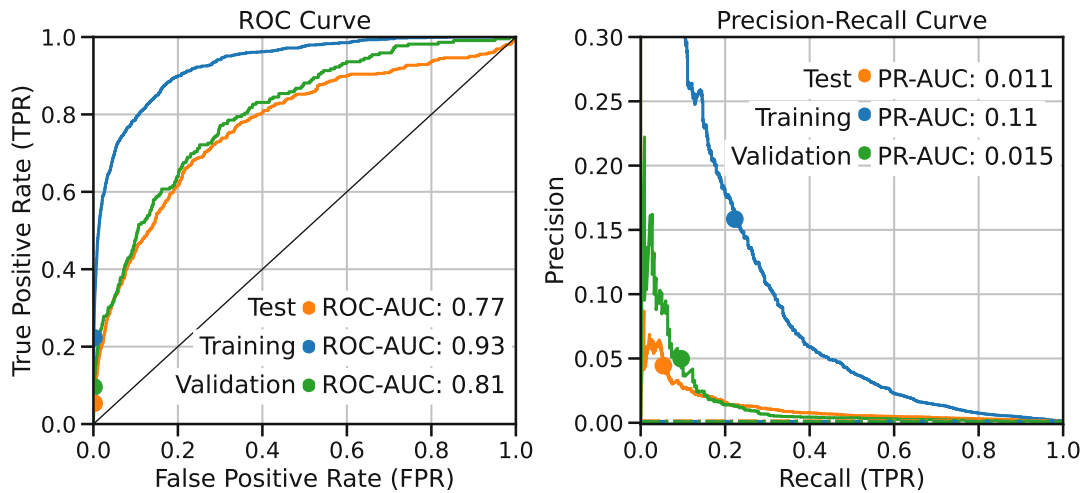 ROC Curve
1.0
0.8
0.6
0.4
0.2
0.0
True Positive Rate (TPR)
Test ROC-AUC: 0.77
Training ROC-AUC: 0.93
Validation ROC-AUC: 0.81
0.0 0.2 0.4 0.6 0.8 1.0
False Positive Rate (FPR)
Precision-Recall Curve
0.30
0.25
0.20
0.15
0.10
0.05
0.00
Precision
Test PR-AUC: 0.011
Training PR-AUC: 0.11
Validation PR-AUC: 0.015
0.0 0.2 0.4 0.6 0.8 1.0
Recall (TPR)